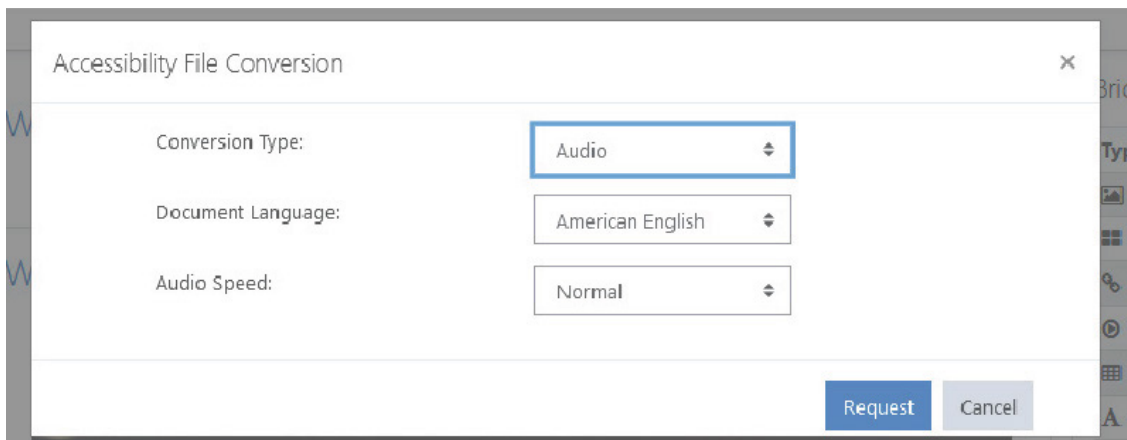 Accessibility File Conversion ×
Conversion Type: Audio
Document Language: American English
Audio Speed: Normal
Request Cancel
W
W
A